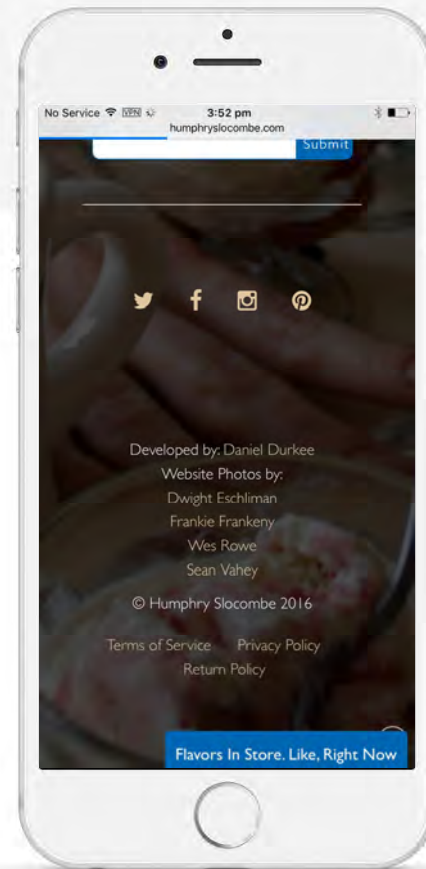 No Service VPN 3:52 pm
humphryslocombe.com
Submit
Developed by: Daniel Durkee
Website Photos by:
Dwight Eschliman
Frankie Frankeny
Wes Rowe
Sean Vahey
© Humphry Slocombe 2016
Terms of Service Privacy Policy
Return Policy
Flavors In Store. Like, Right Now